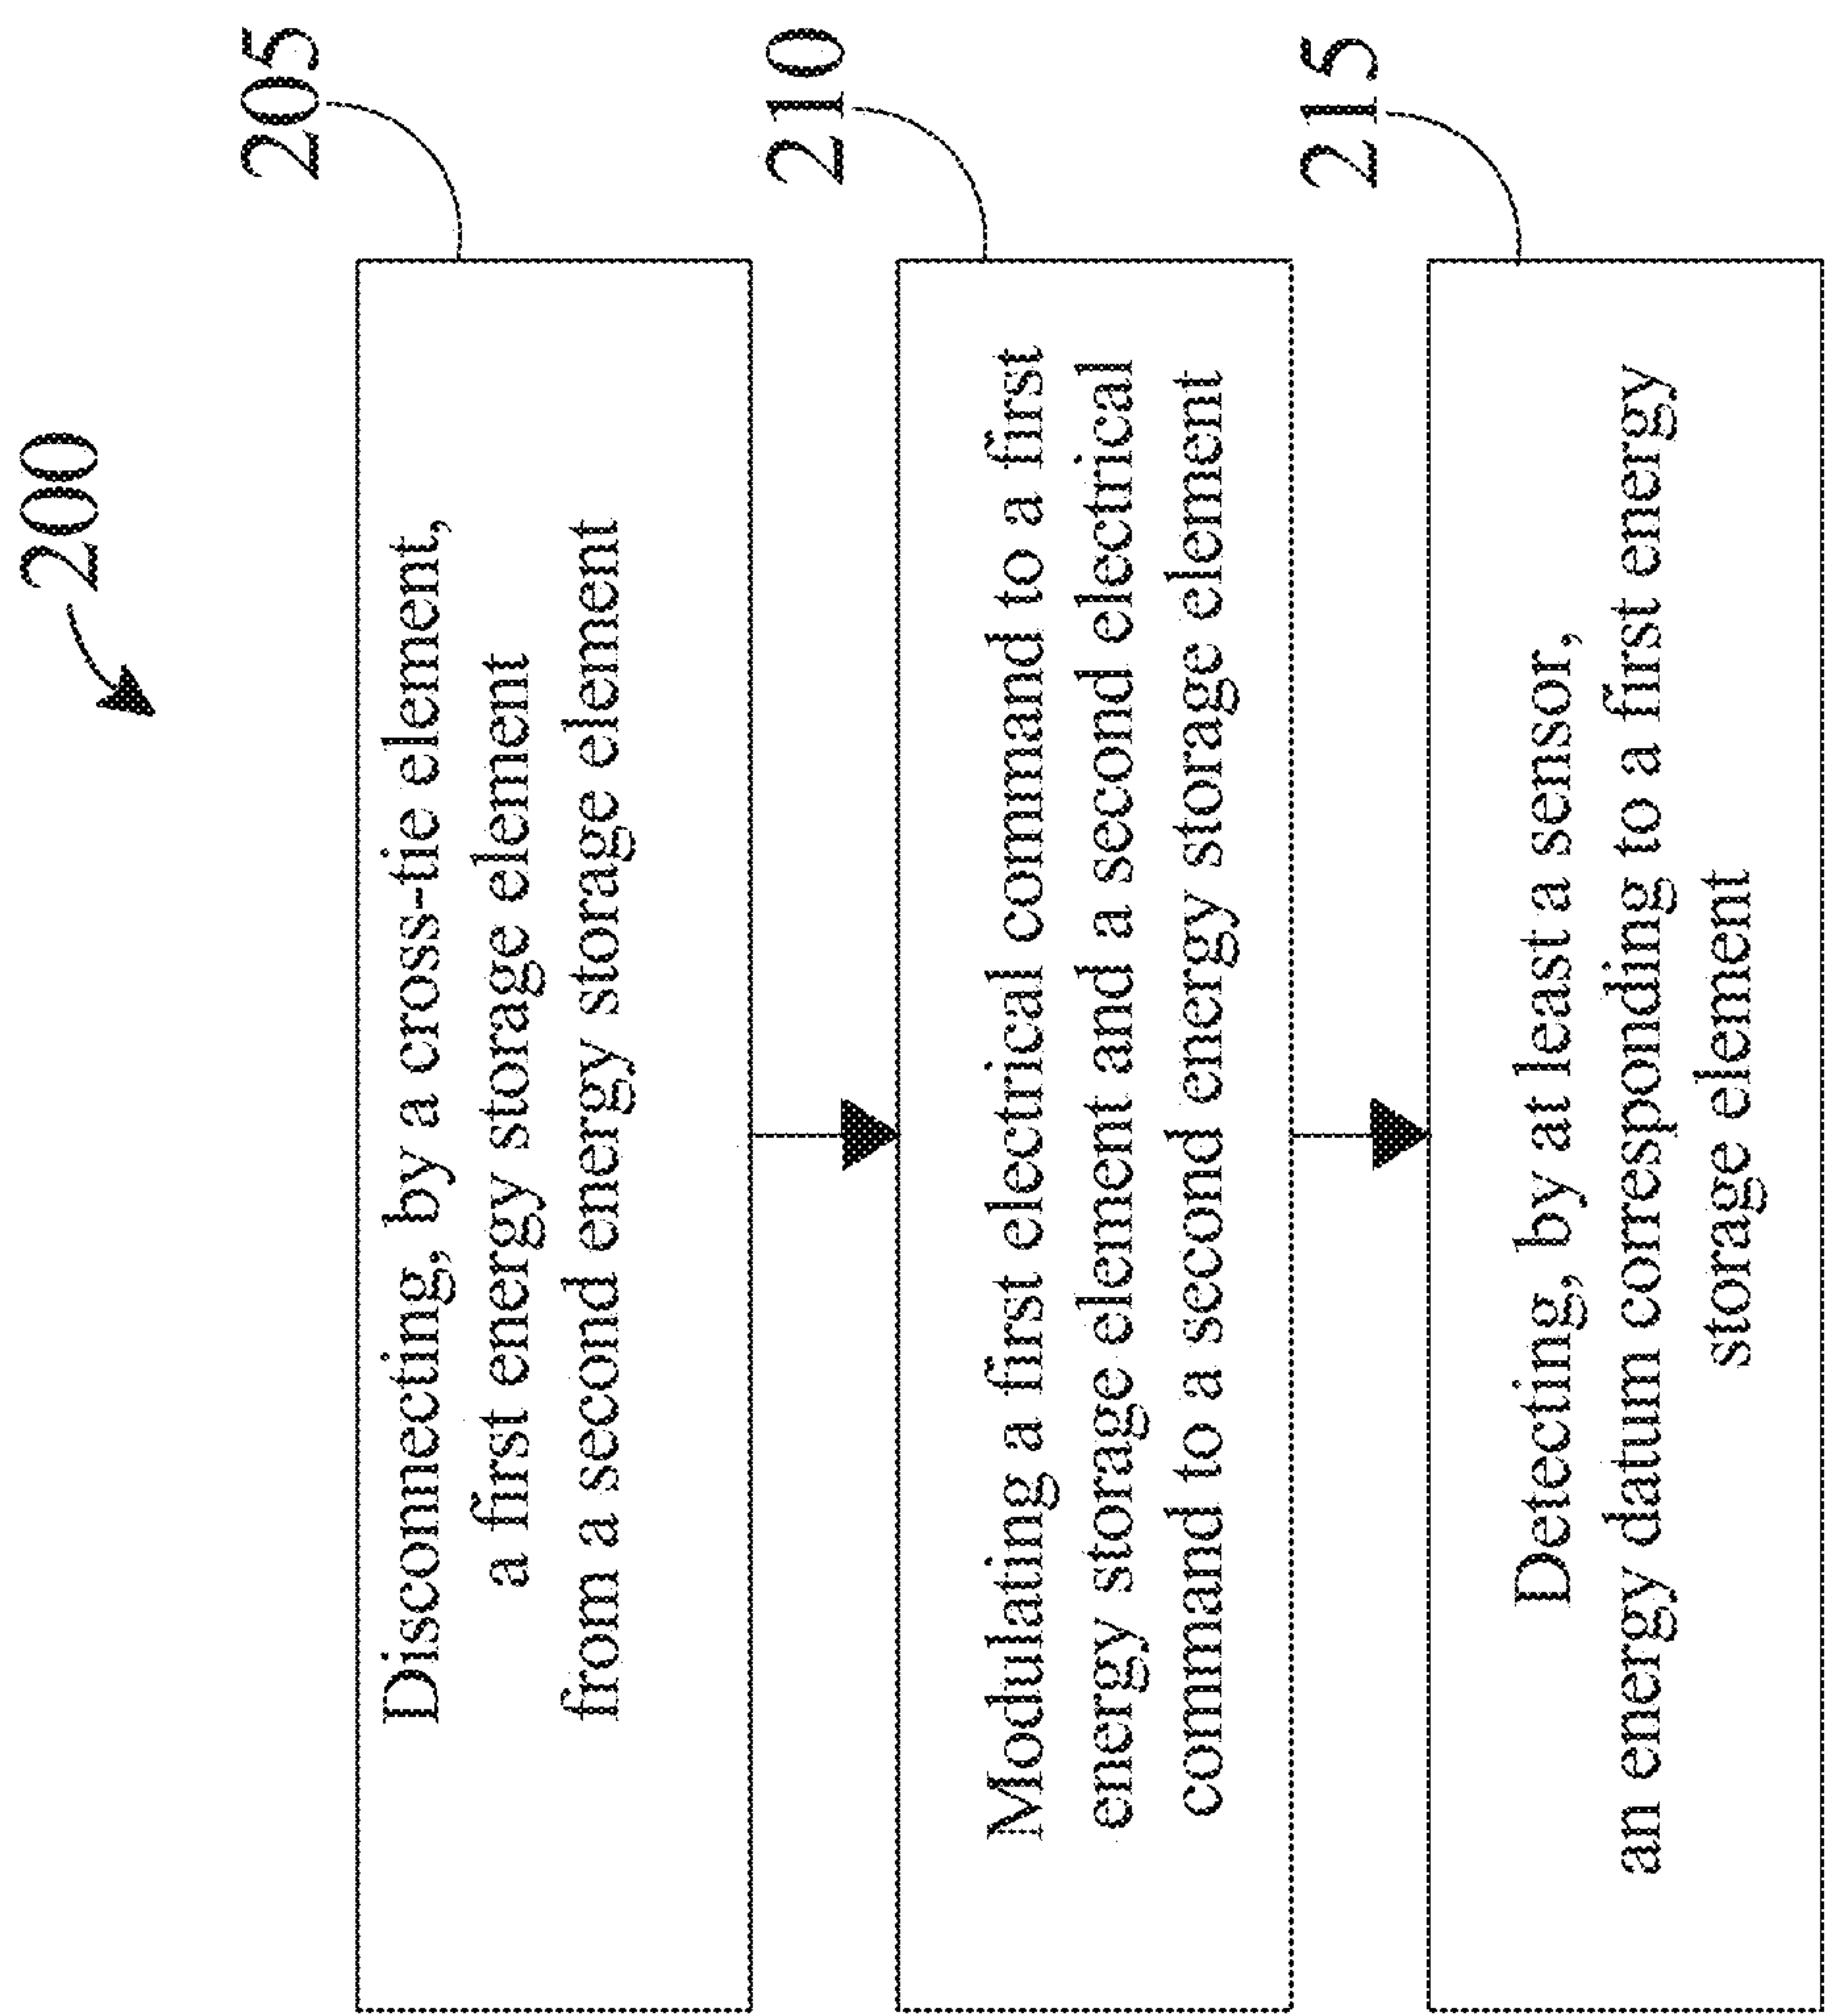 200
205
Disconnecting, by a cross-tie element,
a first energy storage element
from a second energy storage element
210
Modulating a first electrical command to a first
energy storage element and a second electrical
command to a second energy storage element
215
Detecting, by at least a sensor,
an energy datum corresponding to a first energy
storage element